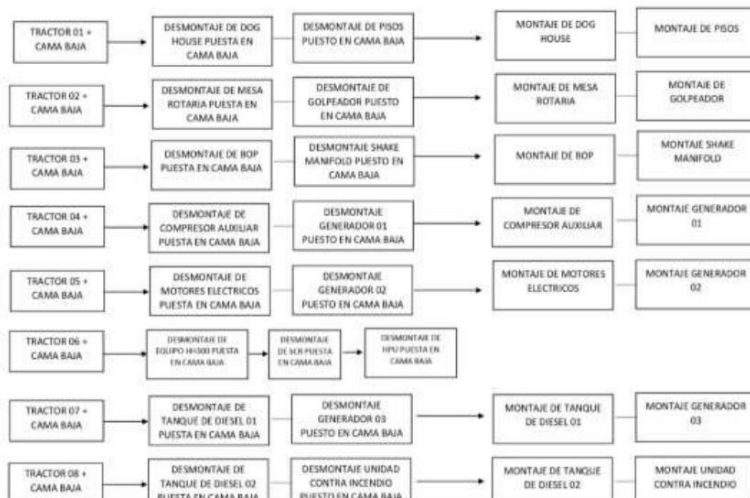 TRACTOR 01 +
CAMA BAJA
DESMONTAJE DE DOG
HOUSE PUESTA EN
CAMA BAJA
DESMONTAJE DE PISOS
PUESTO EN CAMA BAJA
MONTAJE DE DOG
HOUSE
MONTAJE DE PISOS
TRACTOR 02 +
CAMA BAJA
DESMONTAJE DE MESA
ROTARIA PUESTA EN
CAMA BAJA
DESMONTAJE DE
GOLPEADOR PUESTO
EN CAMA BAJA
MONTAJE DE MESA
ROTARIA
MONTAJE DE
GOLPEADOR
TRACTOR 03 +
CAMA BAJA
DESMONTAJE DE BOP
PUESTA EN CAMA BAJA
DESMONTAJE SHAKE
MANIFOLD PUESTO EN
CAMA BAJA
MONTAJE DE BOP
MONTAJE SHAKE
MANIFOLD
TRACTOR 04 +
CAMA BAJA
DESMONTAJE DE
COMPRESOR AUXILIAR
PUESTA EN CAMA BAJA
DESMONTAJE
GENERADOR 01
PUESTO EN CAMA BAJA
MONTAJE DE
COMPRESOR AUXILIAR
MONTAJE GENERADOR
01
TRACTOR 05 +
CAMA BAJA
DESMONTAJE DE
MOTORES ELECTRICOS
PUESTA EN CAMA BAJA
DESMONTAJE
GENERADOR 02
PUESTO EN CAMA BAJA
MONTAJE DE MOTORES
ELECTRICOS
MONTAJE GENERADOR
02
TRACTOR 06 +
CAMA BAJA
DESMONTAJE DE
EQUIPO HH300 PUESTA
EN CAMA BAJA
DESMONTAJE
DE SCR PUESTA
EN CAMA BAJA
DESMONTAJE DE
HPU PUESTA EN
CAMA BAJA
TRACTOR 07 +
CAMA BAJA
DESMONTAJE DE
TANQUE DE DIESEL 01
PUESTA EN CAMA BAJA
DESMONTAJE
GENERADOR 03
PUESTO EN CAMA BAJA
MONTAJE DE TANQUE
DE DIESEL 01
MONTAJE GENERADOR
03
TRACTOR 08 +
CAMA BAJA
DESMONTAJE DE
TANQUE DE DIESEL 02
PUESTA EN CAMA BAJA
DESMONTAJE UNIDAD
CONTRA INCENDIO
PUESTO EN CAMA BAJA
MONTAJE DE TANQUE
DE DIESEL 02
MONTAJE UNIDAD
CONTRA INCENDIO